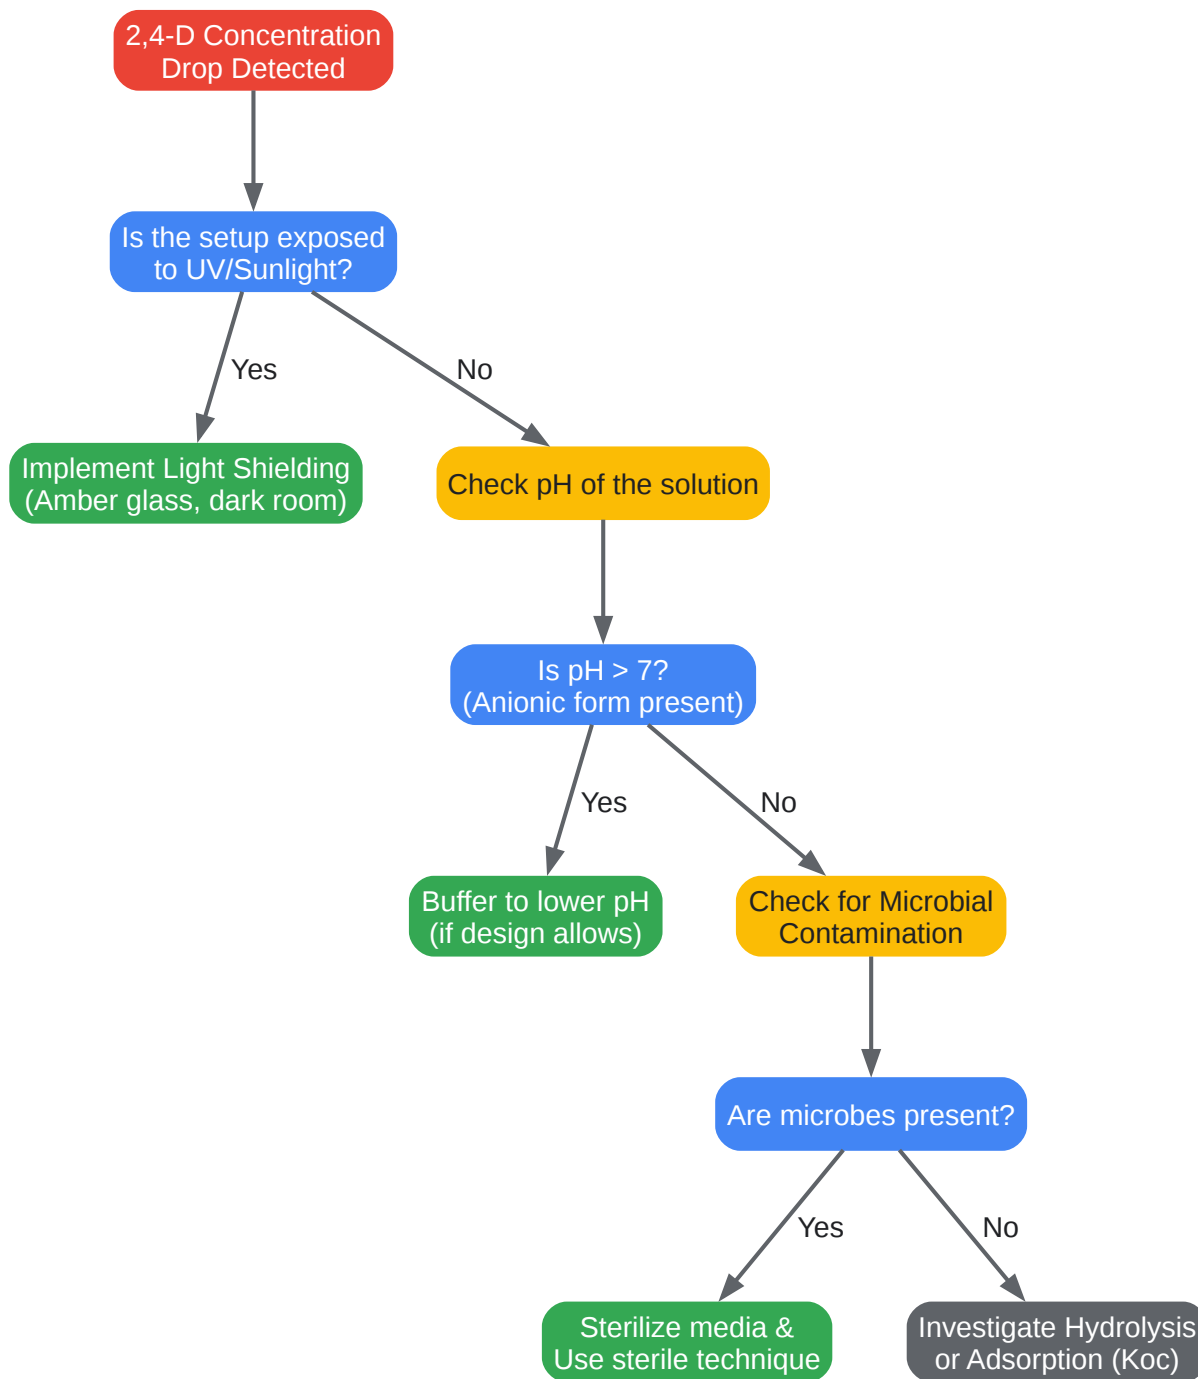 2,4-D Concentration
Drop Detected
Is the setup exposed
to UV/Sunlight?
Yes
No
Implement Light Shielding
(Amber glass, dark room)
Check pH of the solution
Is pH > 7?
(Anionic form present)
Yes
No
Buffer to lower pH
(if design allows)
Check for Microbial
Contamination
Are microbes present?
Yes
No
Sterilize media &
Use sterile technique
Investigate Hydrolysis
or Adsorption (Koc)